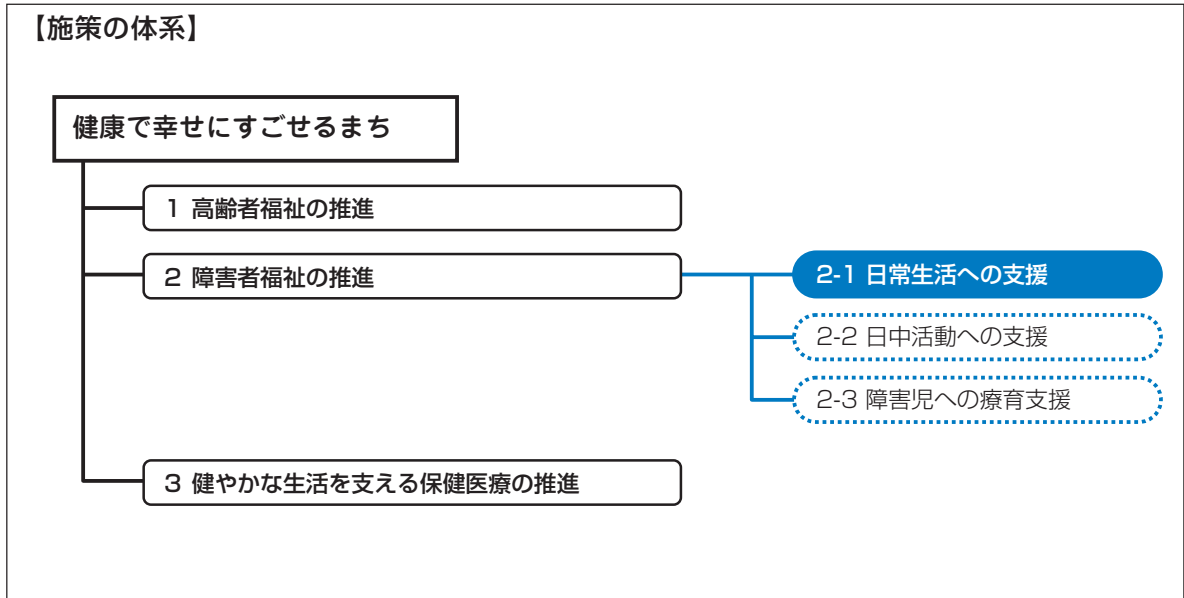 【施策の体系】
健康で幸せにすごせるまち
1 高齢者福祉の推進
2 障害者福祉の推進
2-1 日常生活への支援
2-2 日中活動への支援
2-3 障害児への療育支援
3 健やかな生活を支える保健医療の推進